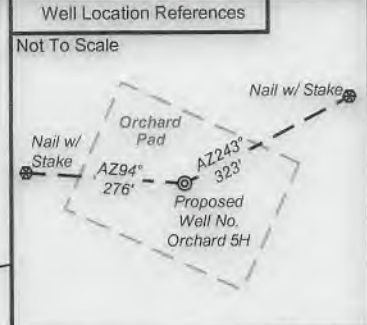 Well Location References
Not To Scale
Nail w/ Stake
Orchard
Pad
Nail w/
Stake
AZ94°
276'
AZ243°
323'
Proposed
Well No.
Orchard 5H